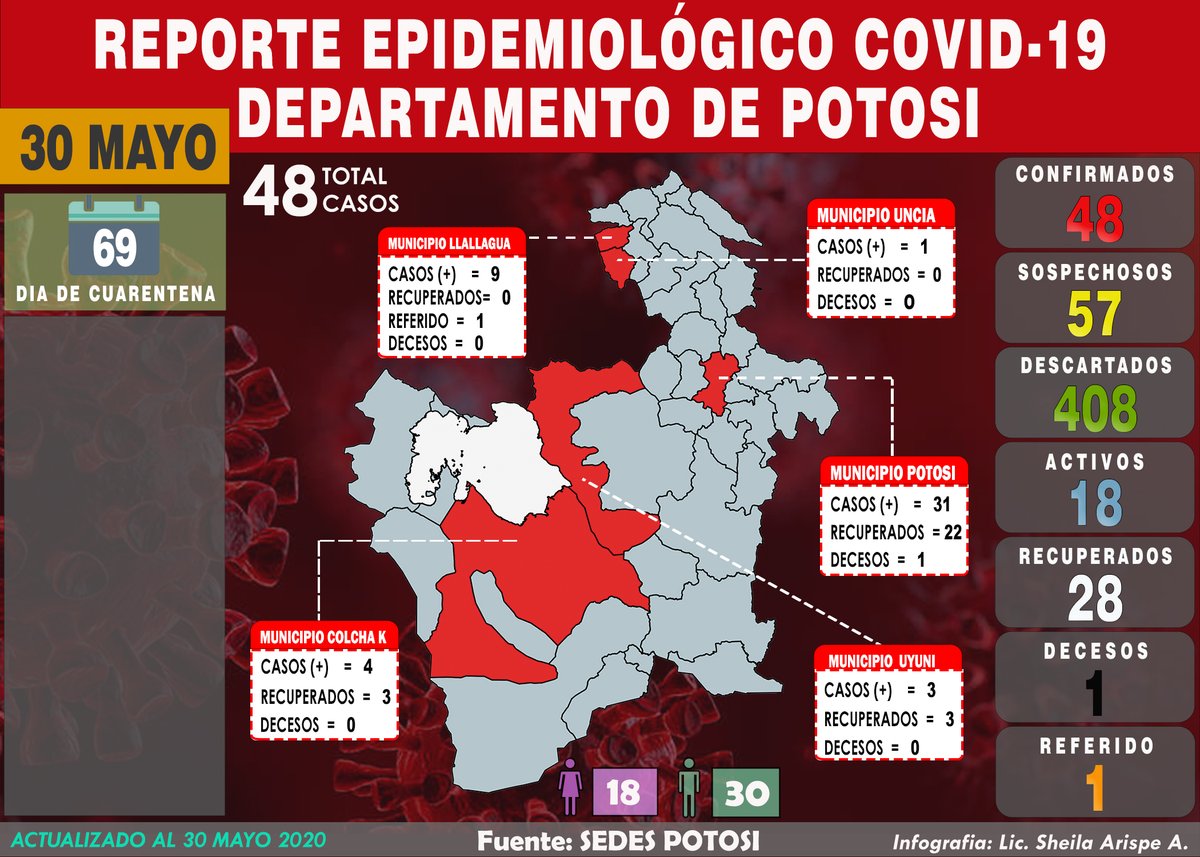 REPORTE EPIDEMIOLÓGICO COVID-19
DEPARTAMENTO DE POTOSI
30 MAYO
69
DIA DE CUARENTENA
48 TOTAL
CASOS
MUNICIPIO LLALLAGUA
CASOS (+) = 9
RECUPERADOS= 0
REFERIDO = 1
DECESOS = 0
MUNICIPIO UNCIA
CASOS (+) = 1
RECUPERADOS = 0
DECESOS = 0
MUNICIPIO POTOSI
CASOS (+) = 31
RECUPERADOS = 22
DECESOS = 1
MUNICIPIO COLCHA K
CASOS (+) = 4
RECUPERADOS = 3
DECESOS = 0
MUNICIPIO UYUNI
CASOS (+) = 3
RECUPERADOS = 3
DECESOS = 0
18
30
CONFIRMADOS
48
SOSPECHOSOS
57
DESCARTADOS
408
ACTIVOS
18
RECUPERADOS
28
DECESOS
1
REFERIDO
1
ACTUALIZADO AL 30 MAYO 2020
Fuente: SEDES POTOSI
Infografia: Lic. Sheila Arispe A.